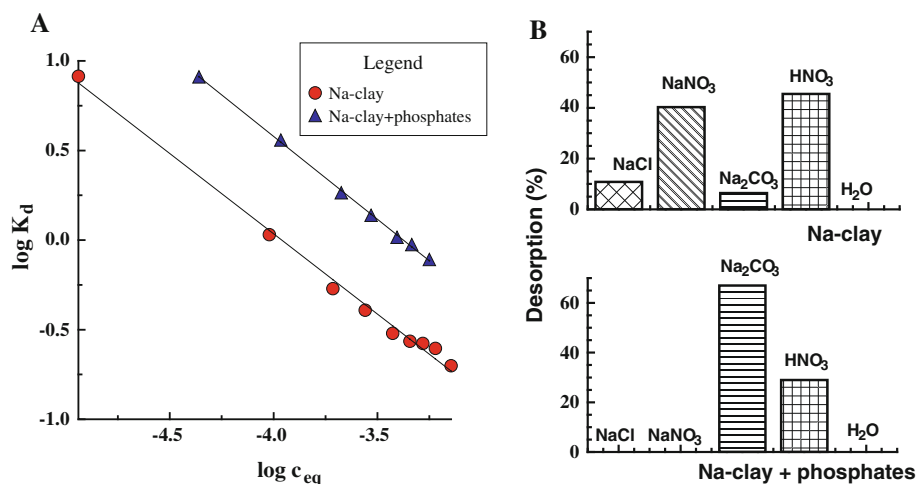 A
log K_d
1.0
0.5
0.0
-0.5
-1.0
-4.5
-4.0
-3.5
log c_eq
Legend
Na-clay
Na-clay+phosphates
B
Desorption (%)
60
40
20
0
NaCl
NaNO₃
Na₂CO₃
HNO₃
H₂O
Na-clay
60
40
20
0
NaCl
NaNO₃
Na₂CO₃
HNO₃
H₂O
Na-clay + phosphates